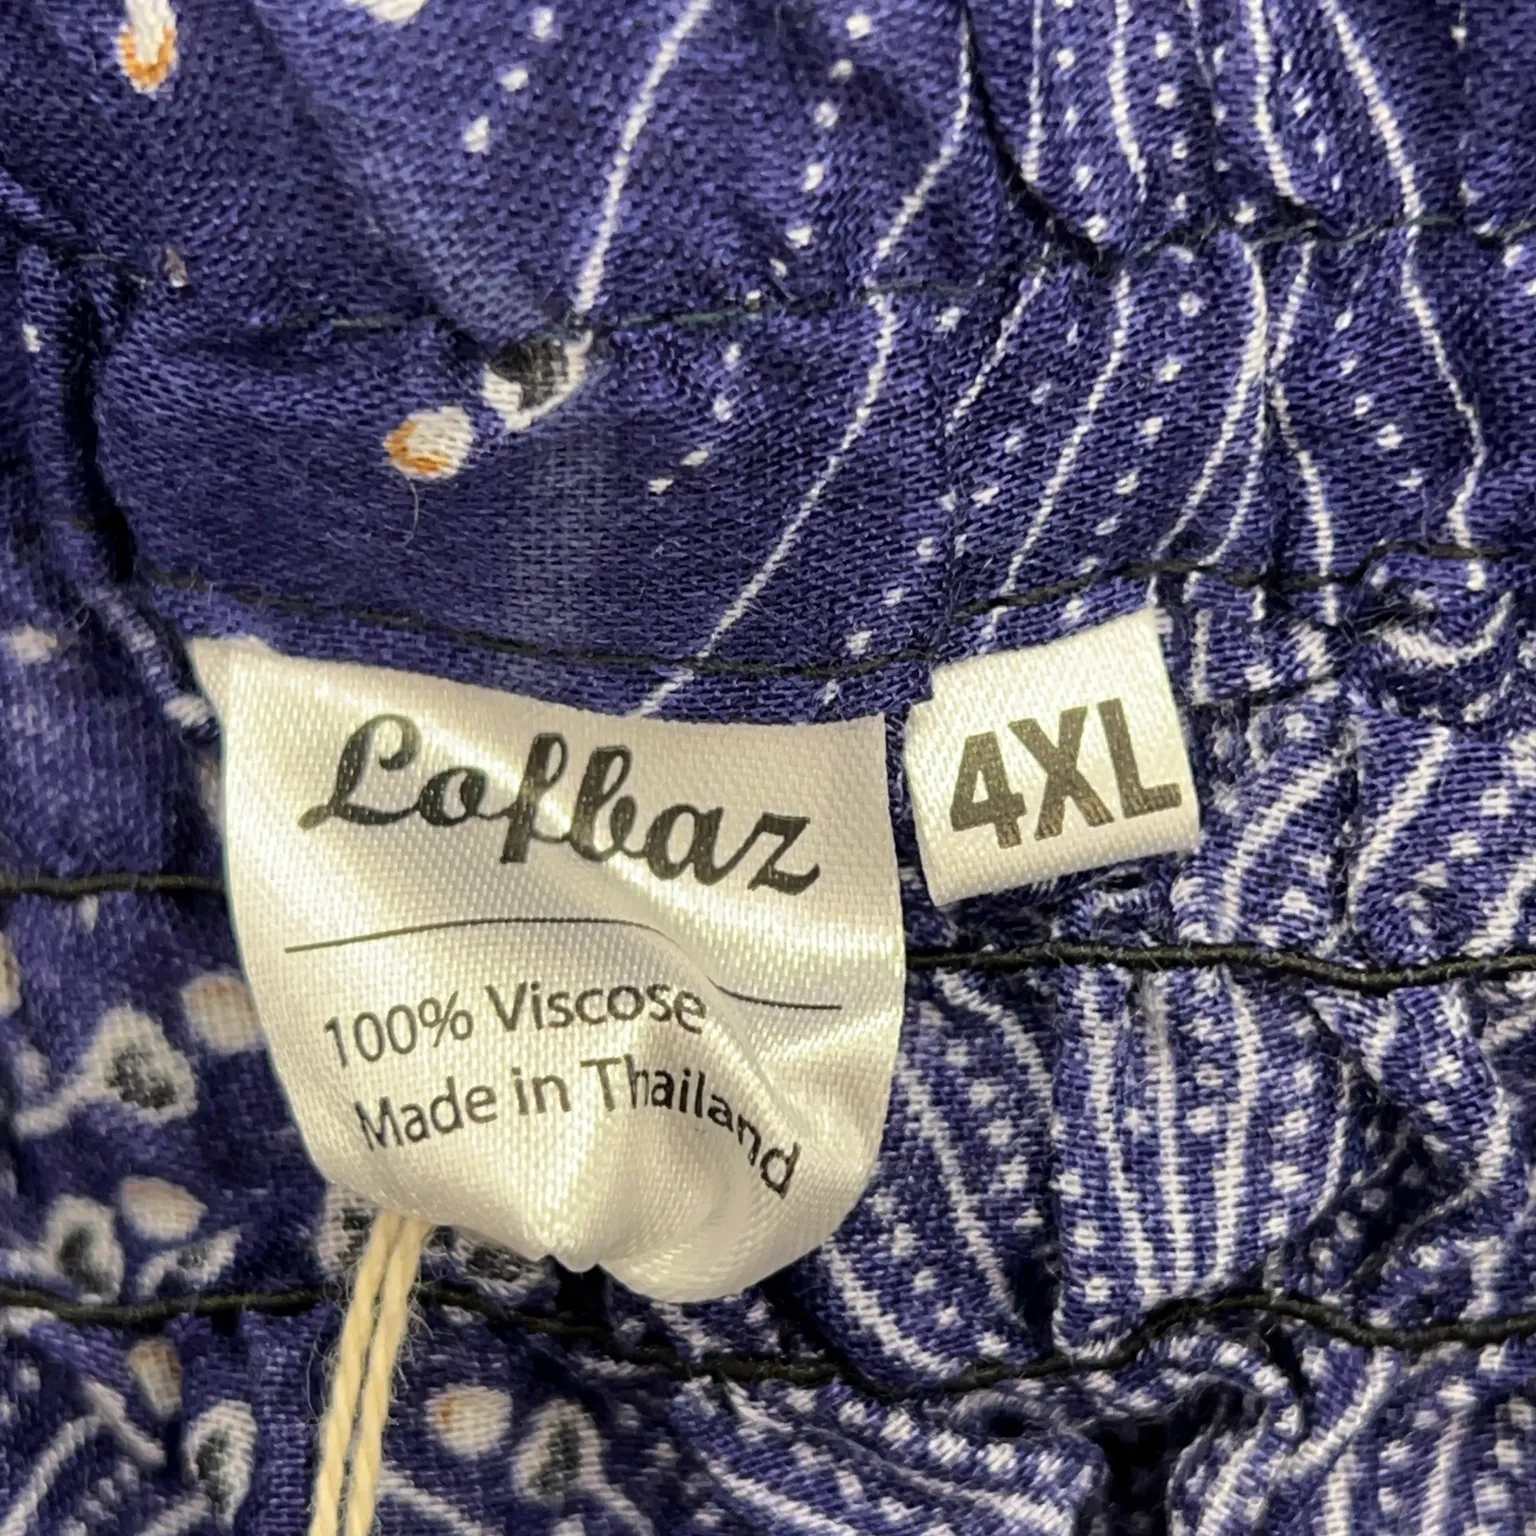 Lofbaz
4XL
100% Viscose
Made in Thailand